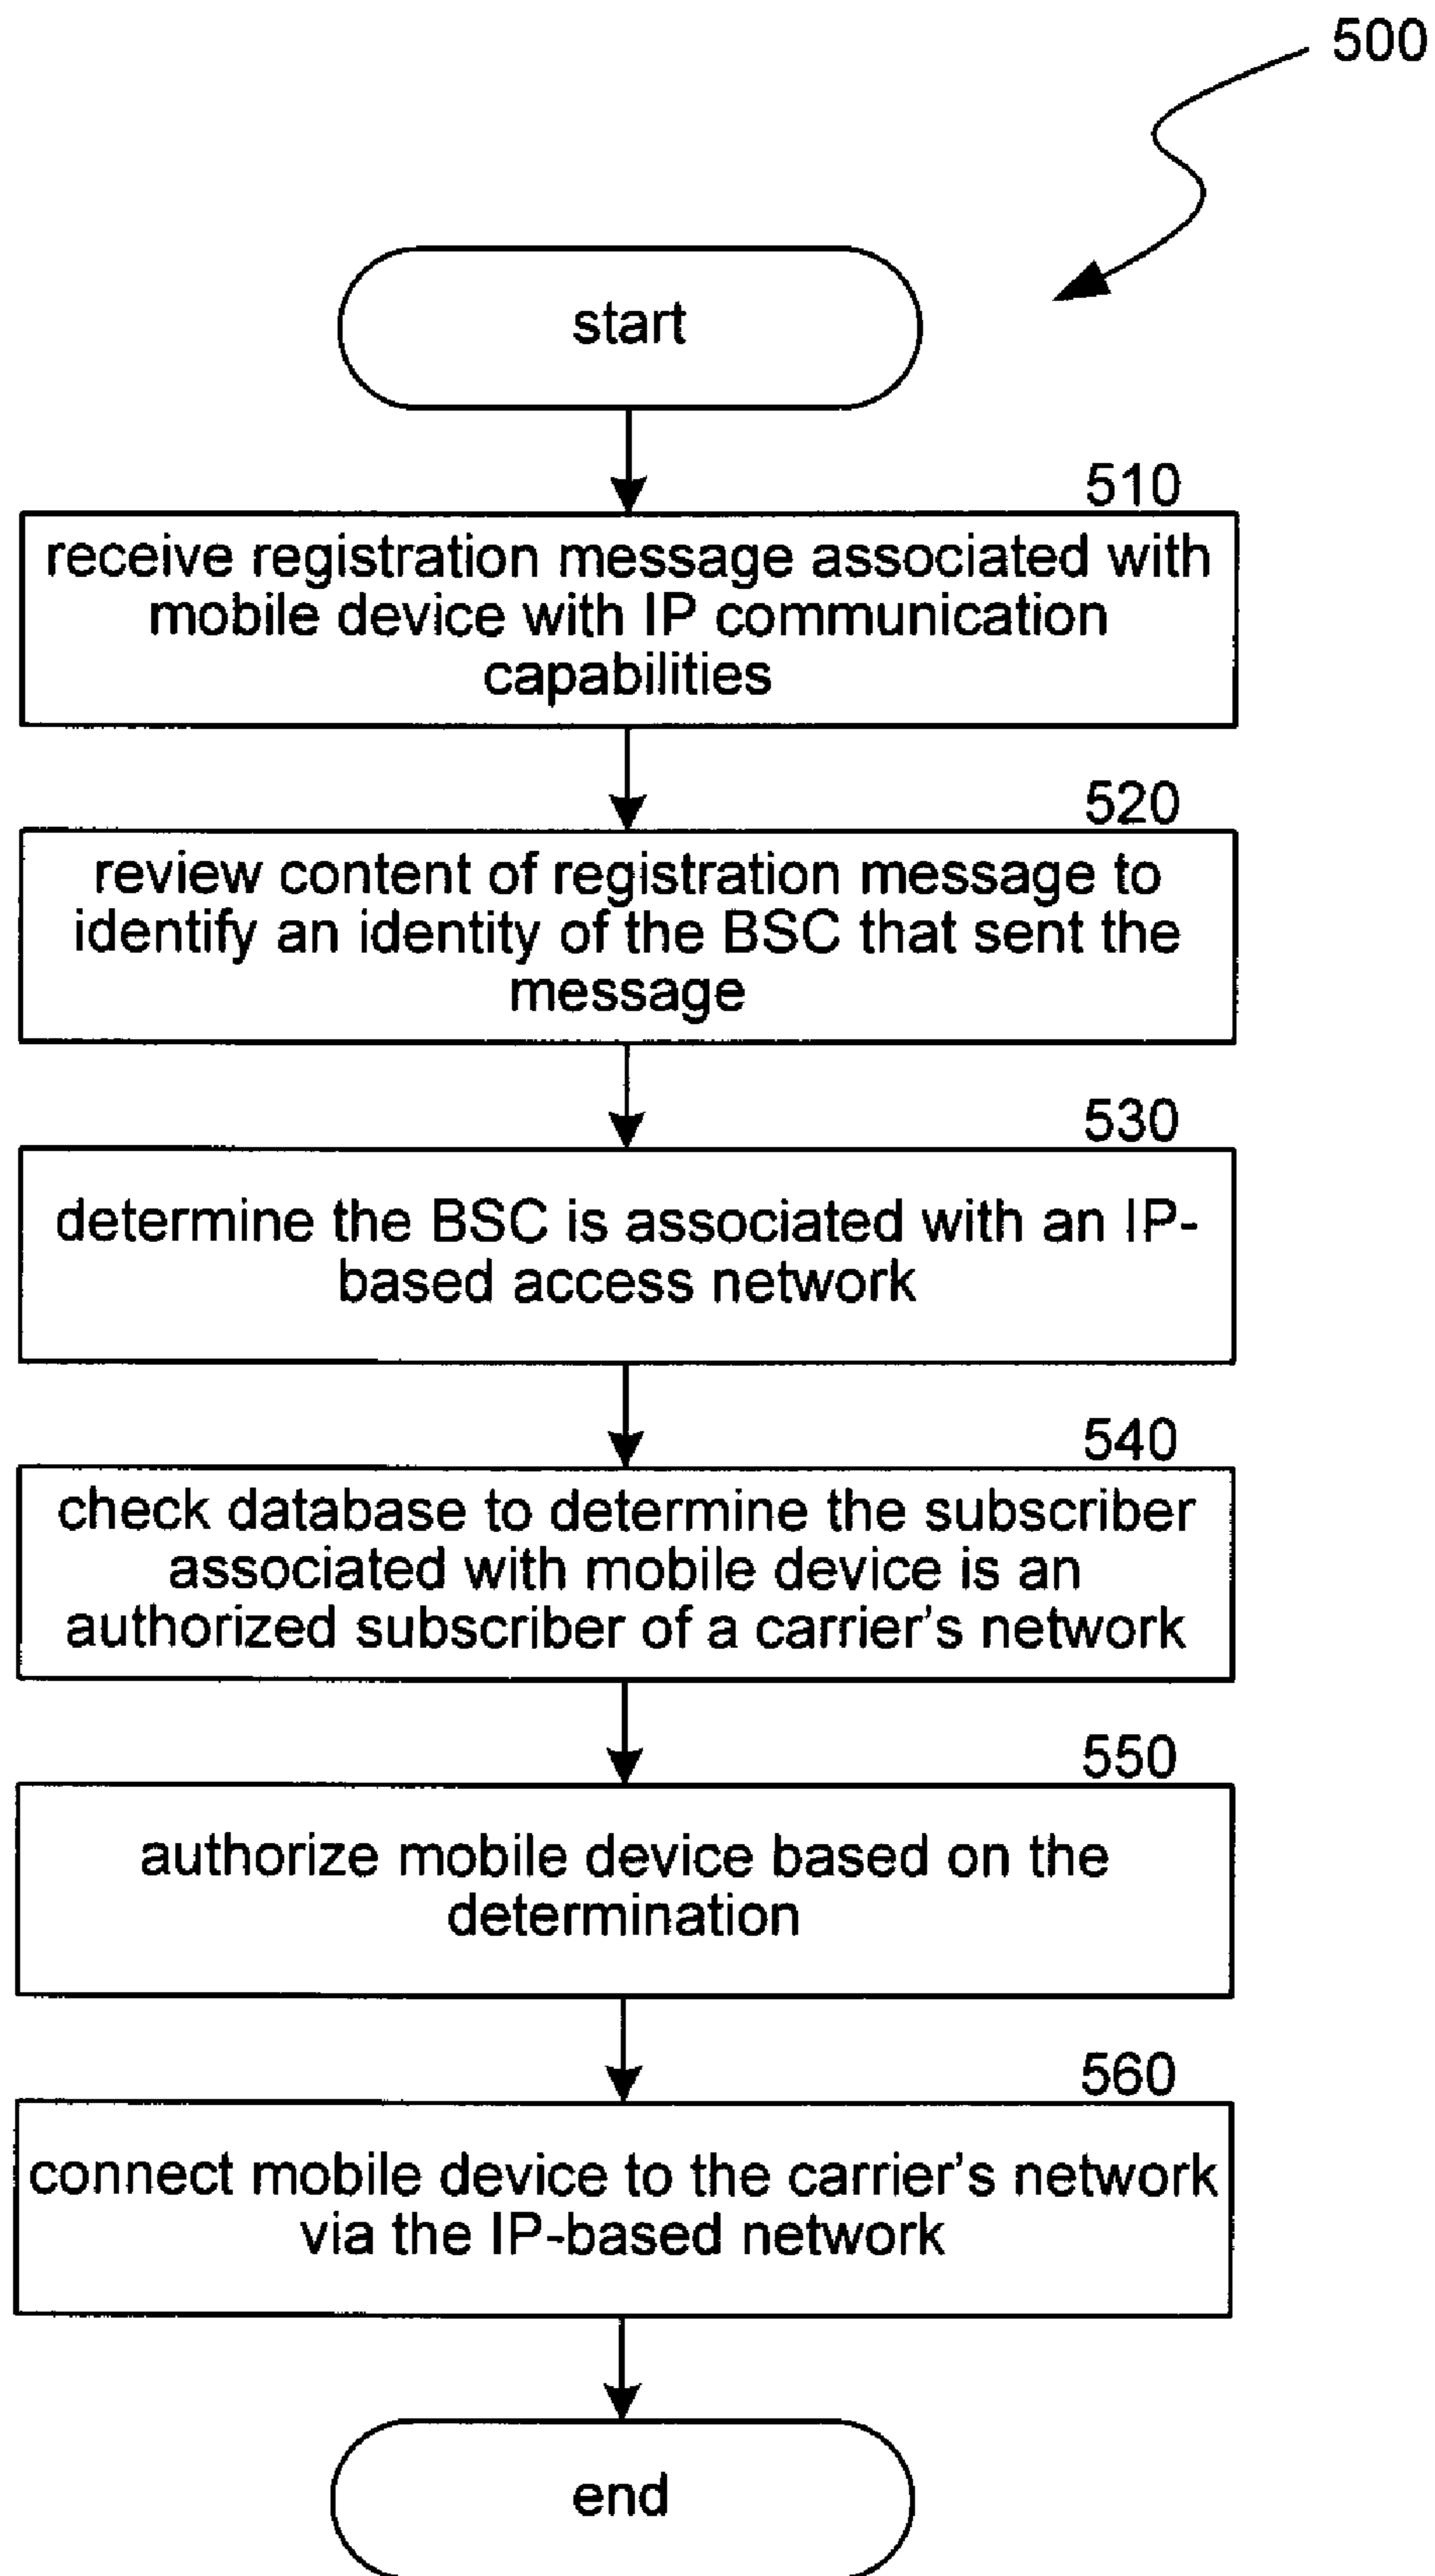 500
start
510
receive registration message associated with
mobile device with IP communication
capabilities
520
review content of registration message to
identify an identity of the BSC that sent the
message
530
determine the BSC is associated with an IP-
based access network
540
check database to determine the subscriber
associated with mobile device is an
authorized subscriber of a carrier's network
550
authorize mobile device based on the
determination
560
connect mobile device to the carrier's network
via the IP-based network
end